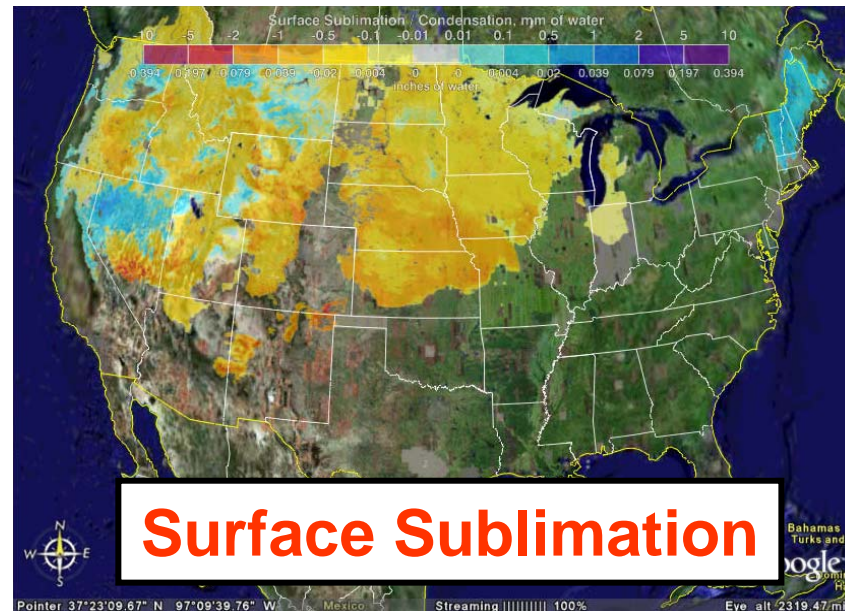 Surface Sublimation / Condensation, mm of water
-10 -5 -2 -1 -0.5 -0.1 -0.01 0.01 0.1 0.5 1 2 5 10
0.394 0.197 0.079 0.039 0.02 0.004 0 0 0.004 0.02 0.039 0.079 0.197 0.394
inches of water
Surface Sublimation
N
W E
S
Bahamas
Turks and
Pointer 37°23'09.67" N 97°09'39.76" W Mexico Streaming |||||||||| 100% Eye alt 2319.47 mi